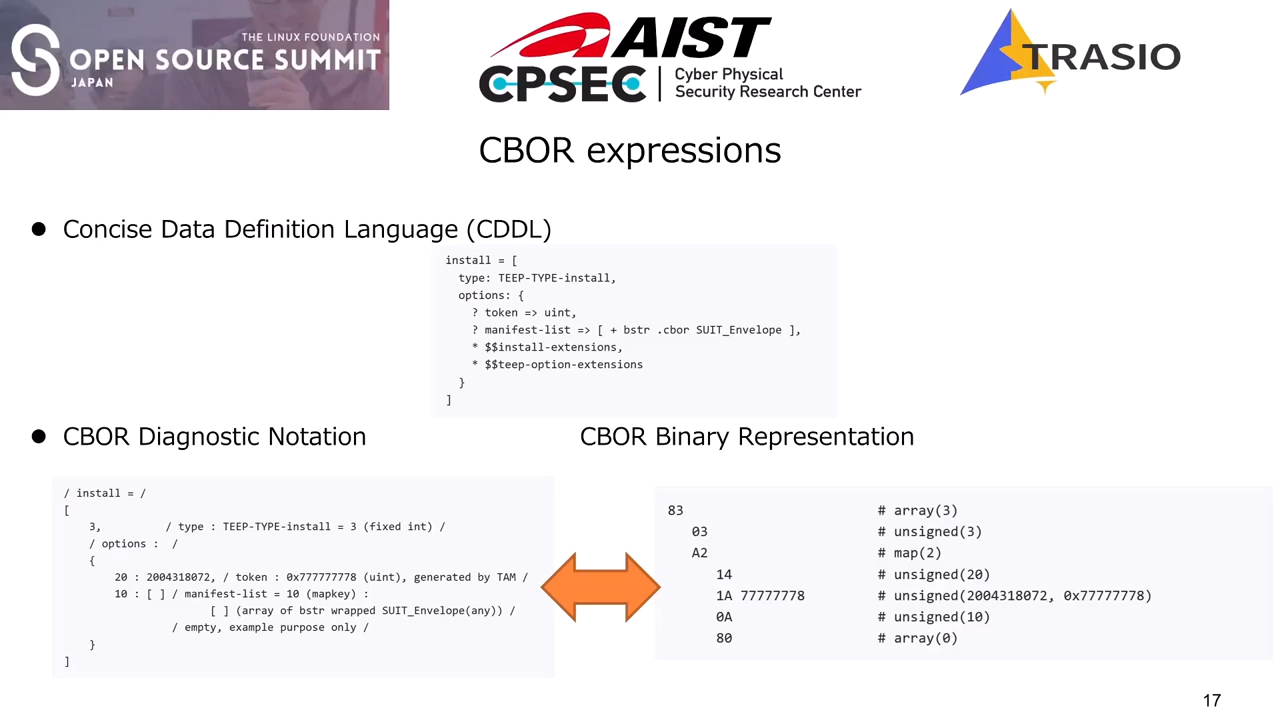 THE LINUX FOUNDATION
OPEN SOURCE SUMMIT
JAPAN
AIST
CPSEC
Cyber Physical
Security Research Center
TRASIO
CBOR expressions
● Concise Data Definition Language (CDDL)
install = [
type: TEEP-TYPE-install,
options: {
? token => uint,
? manifest-list => [ + bstr .cbor SUIT_Envelope ],
* $$install-extensions,
* $$teep-option-extensions
}
]
● CBOR Diagnostic Notation
/ install = /
[
3, / type : TEEP-TYPE-install = 3 (fixed int) /
/ options : /
{
20 : 2004318072, / token : 0x777777778 (uint), generated by TAM /
10 : [ ] / manifest-list = 10 (mapkey) :
[ ] (array of bstr wrapped SUIT_Envelope(any)) /
/ empty, example purpose only /
}
]
CBOR Binary Representation
83 # array(3)
03 # unsigned(3)
A2 # map(2)
14 # unsigned(20)
1A 77777778 # unsigned(2004318072, 0x77777778)
0A # unsigned(10)
80 # array(0)
17